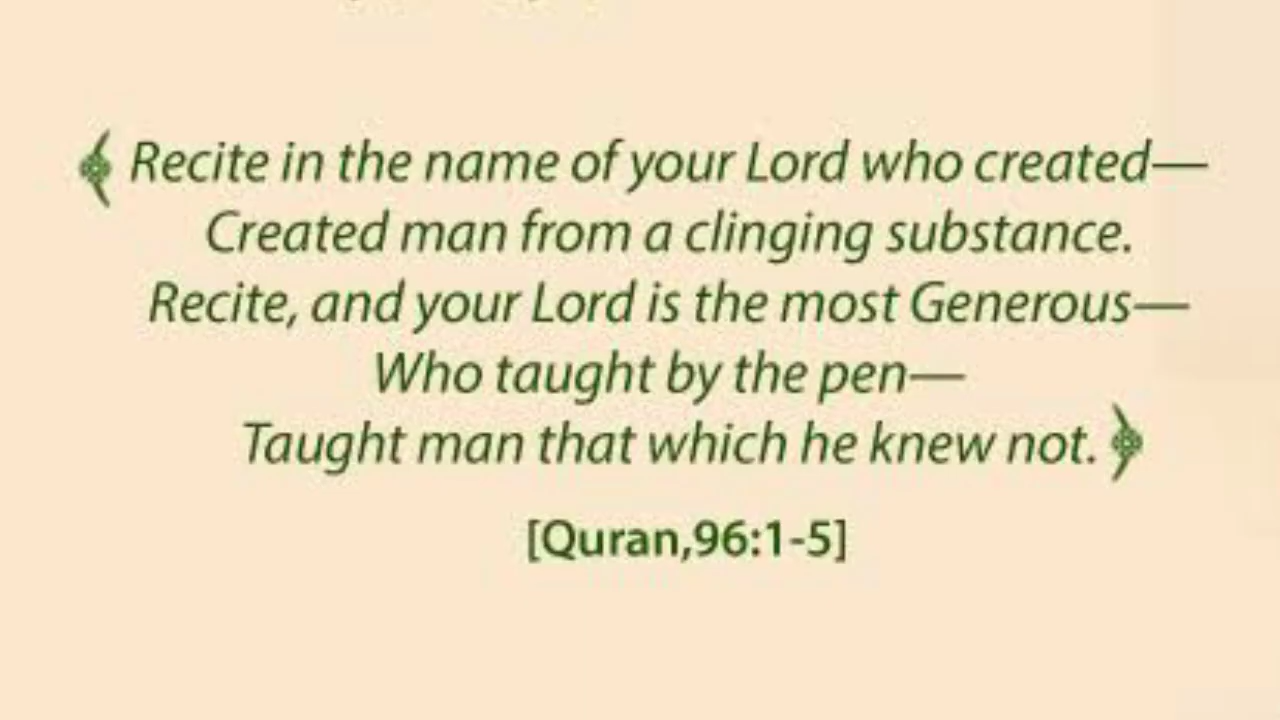 ﴾ Recite in the name of your Lord who created—
Created man from a clinging substance.
Recite, and your Lord is the most Generous—
Who taught by the pen—
Taught man that which he knew not. ﴿
[Quran,96:1-5]